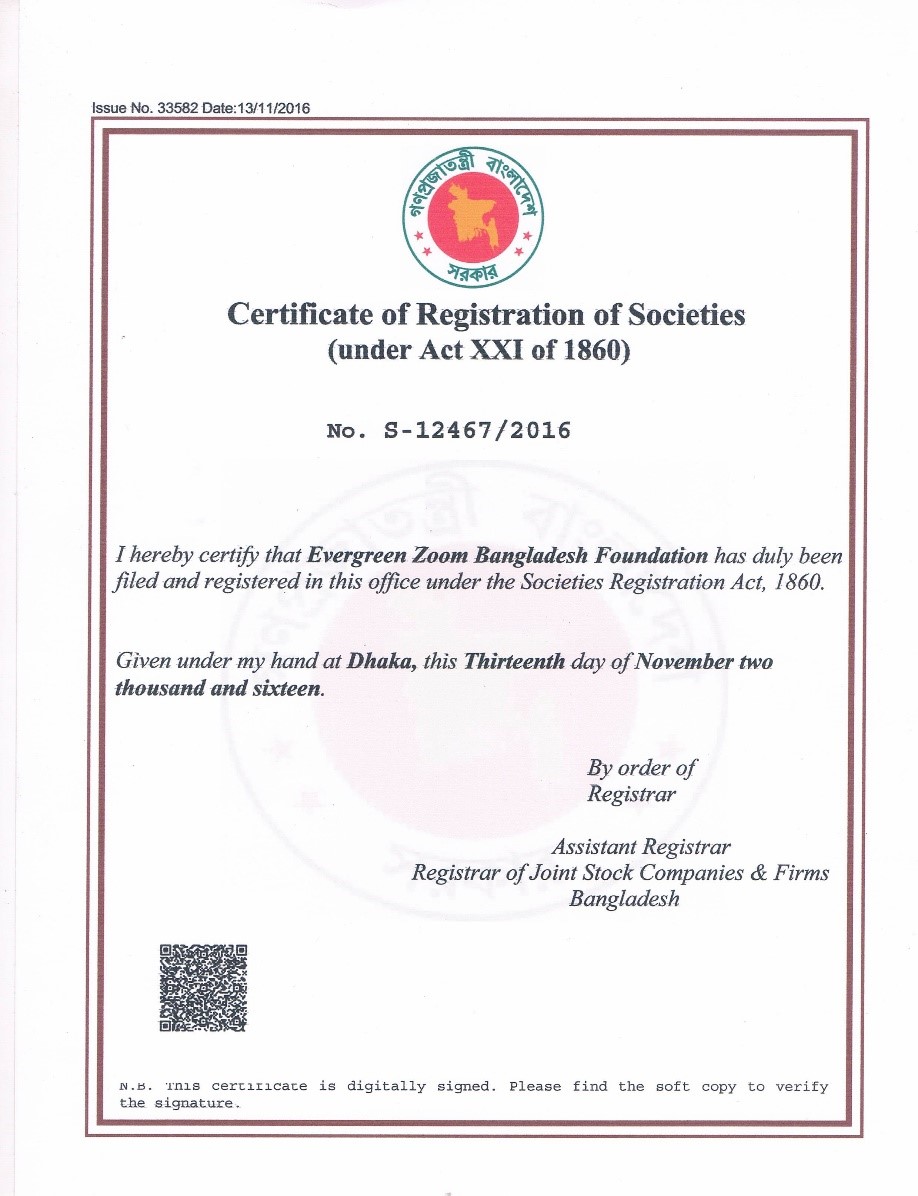 Issue No. 33582 Date:13/11/2016
গণপ্রজাতন্ত্রী বাংলাদেশ
সরকার
Certificate of Registration of Societies
(under Act XXI of 1860)
No. S-12467/2016
I hereby certify that Evergreen Zoom Bangladesh Foundation has duly been
filed and registered in this office under the Societies Registration Act, 1860.
Given under my hand at Dhaka, this Thirteenth day of November two
thousand and sixteen.
By order of
Registrar
Assistant Registrar
Registrar of Joint Stock Companies & Firms
Bangladesh
N.B. This certificate is digitally signed. Please find the soft copy to verify
the signature.